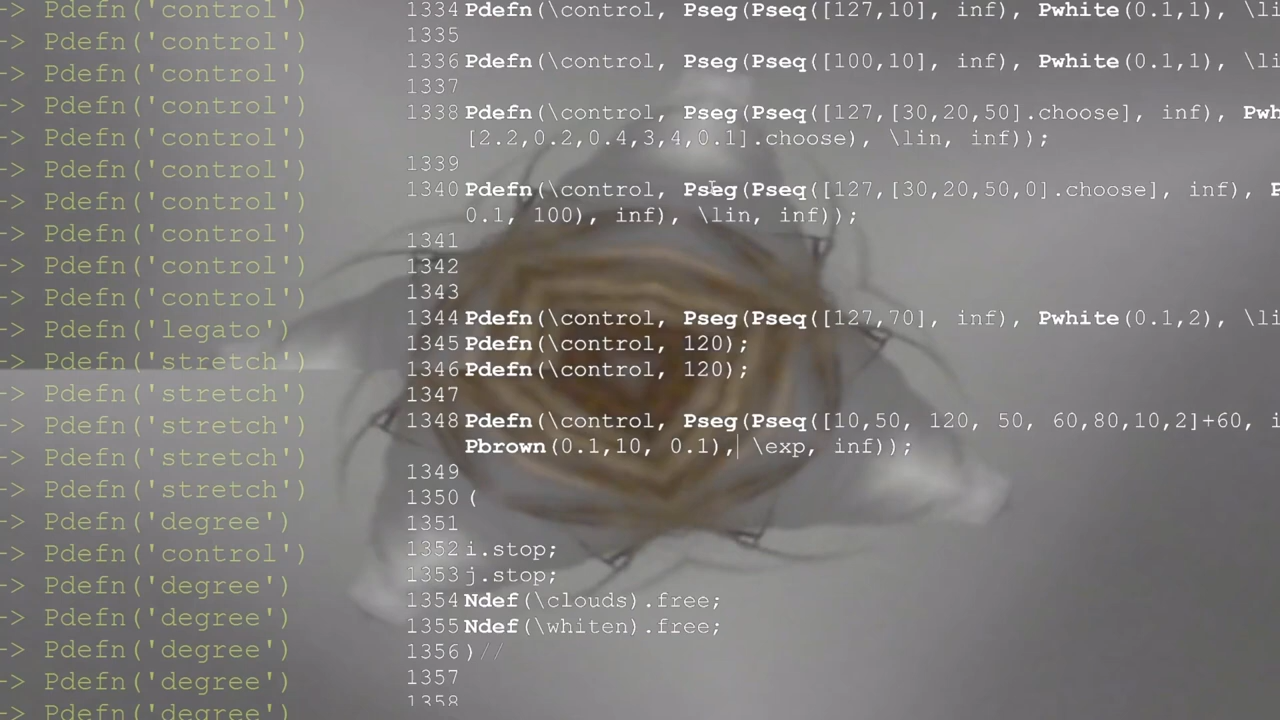 -> Pdefn('control')
-> Pdefn('control')
-> Pdefn('control')
-> Pdefn('control')
-> Pdefn('control')
-> Pdefn('control')
-> Pdefn('control')
-> Pdefn('control')
-> Pdefn('control')
-> Pdefn('control')
-> Pdefn('legato')
-> Pdefn('stretch')
-> Pdefn('stretch')
-> Pdefn('stretch')
-> Pdefn('stretch')
-> Pdefn('stretch')
-> Pdefn('degree')
-> Pdefn('control')
-> Pdefn('degree')
-> Pdefn('degree')
-> Pdefn('degree')
-> Pdefn('degree')
-> Pdefn('degree')
1334 Pdefn(\control, Pseg(Pseq([127,10], inf), Pwhite(0.1,1), \li
1335
1336 Pdefn(\control, Pseg(Pseq([100,10], inf), Pwhite(0.1,1), \li
1337
1338 Pdefn(\control, Pseg(Pseq([127,[30,20,50].choose], inf), Pwh
[2.2,0.2,0.4,3,4,0.1].choose), \lin, inf));
1339
1340 Pdefn(\control, Pseg(Pseq([127,[30,20,50,0].choose], inf), P
0.1, 100), inf), \lin, inf));
1341
1342
1343
1344 Pdefn(\control, Pseg(Pseq([127,70], inf), Pwhite(0.1,2), \li
1345 Pdefn(\control, 120);
1346 Pdefn(\control, 120);
1347
1348 Pdefn(\control, Pseg(Pseq([10,50, 120, 50, 60,80,10,2]+60, i
Pbrown(0.1,10, 0.1), \exp, inf));
1349
1350 (
1351
1352 i.stop;
1353 j.stop;
1354 Ndef(\clouds).free;
1355 Ndef(\whiten).free;
1356 )//
1357
1358